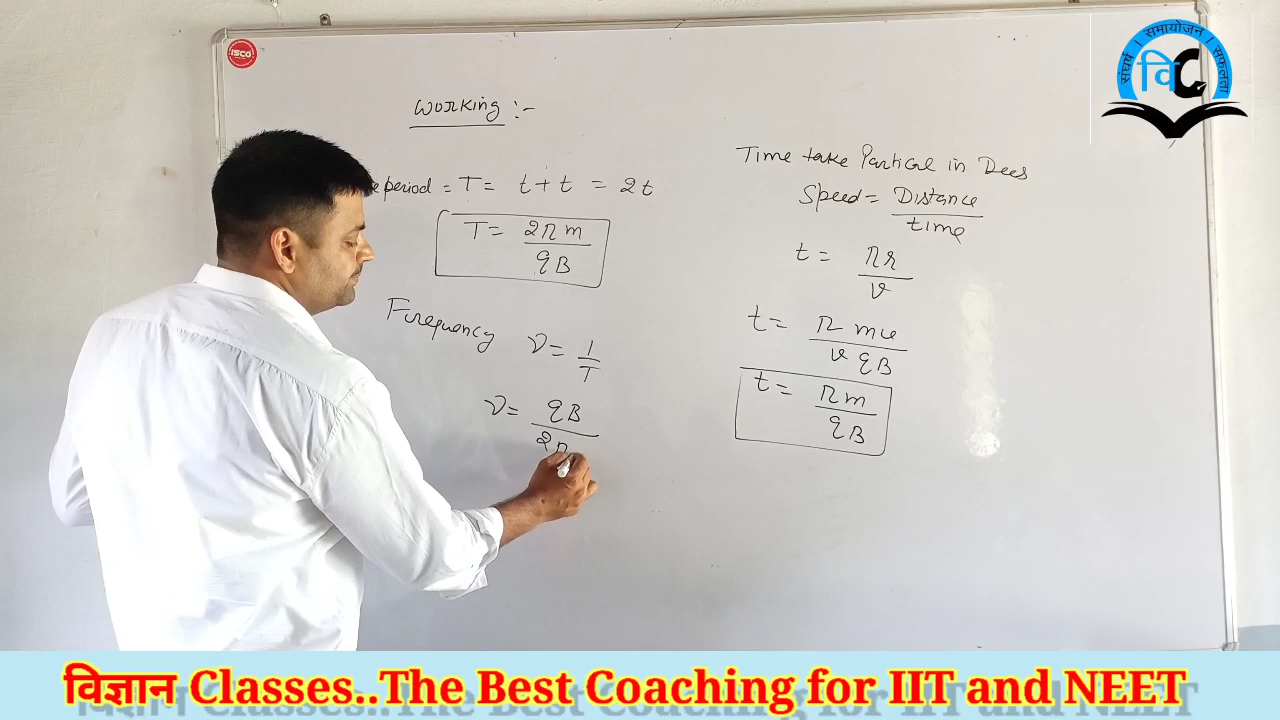 ISCO
संघर्ष । समायोजन । सफलता
वि C
Working :-
period = T = t + t = 2t
T = 2πm / qB
Frequency ν = 1 / T
ν = qB / 2π
Time take Partical in Dees
Speed = Distance / time
t = πr / v
t = π mv / v qB
t = πm / qB
विज्ञान Classes..The Best Coaching for IIT and NEET